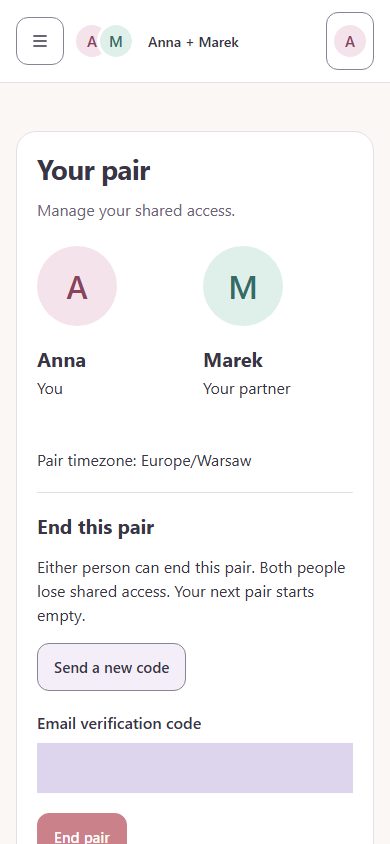 A M Anna + Marek A
Your pair
Manage your shared access.
A M
Anna Marek
You Your partner
Pair timezone: Europe/Warsaw
End this pair
Either person can end this pair. Both people
lose shared access. Your next pair starts
empty.
Send a new code
Email verification code
End pair